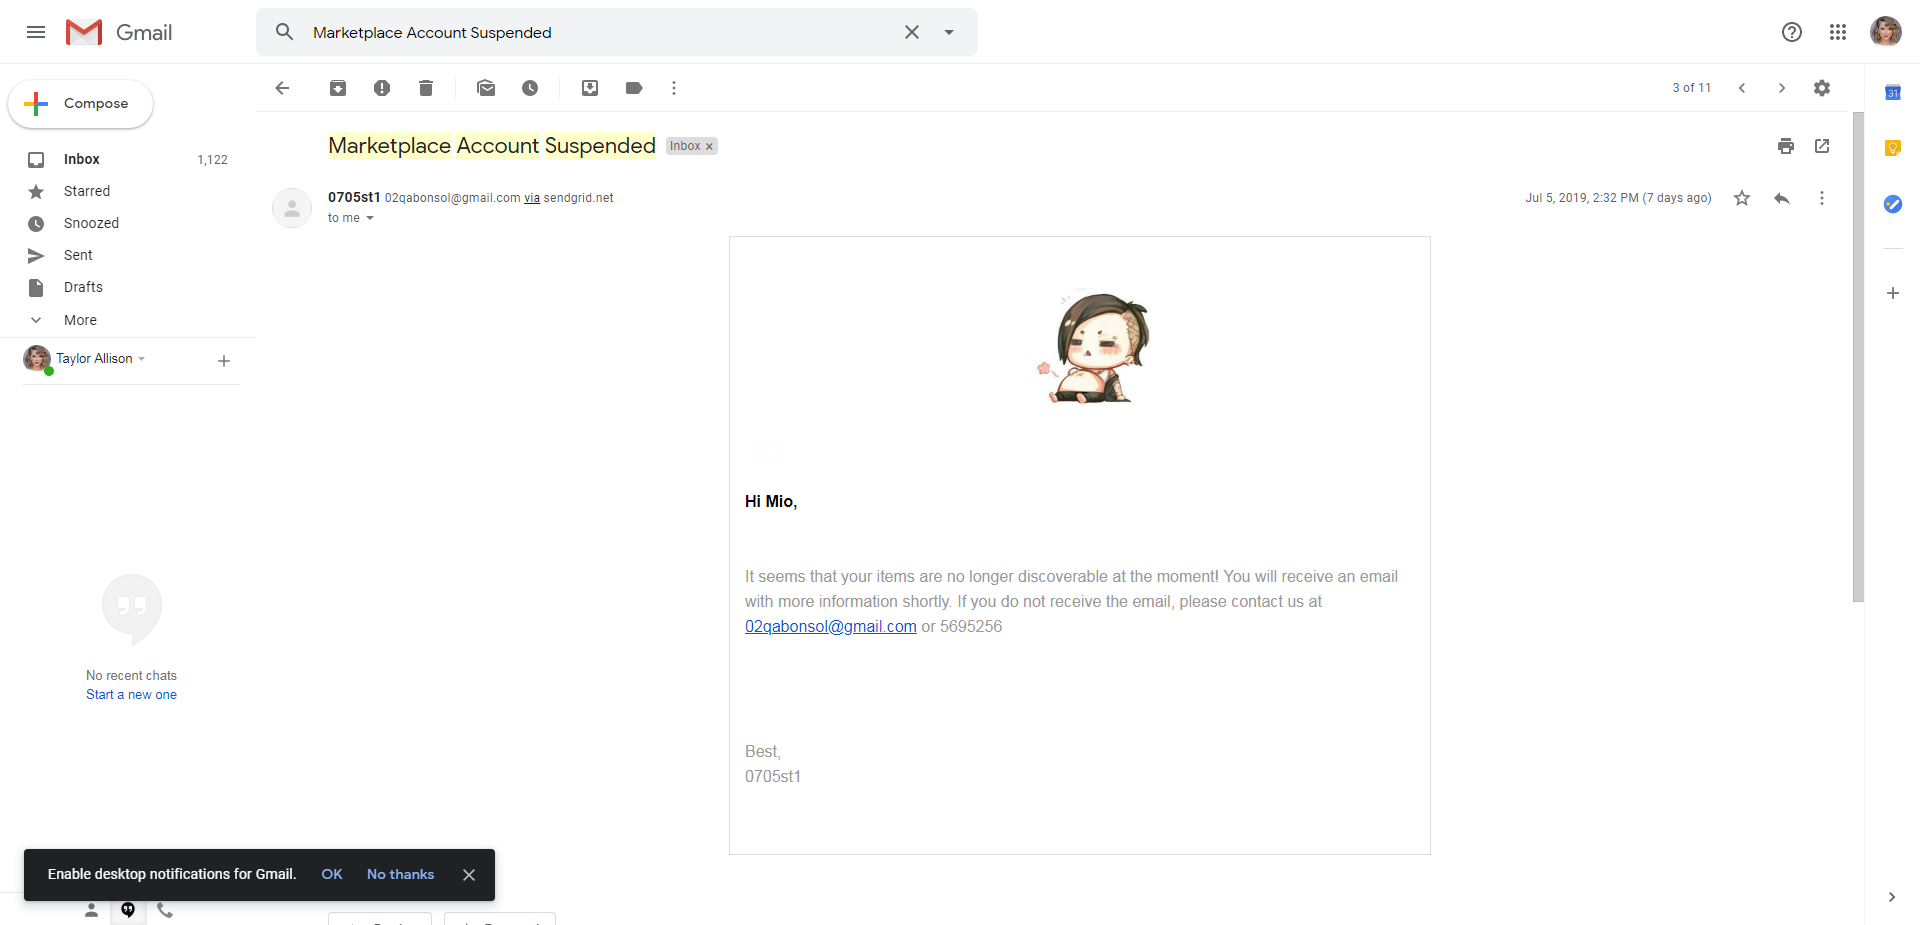 Gmail
Marketplace Account Suspended
Compose
3 of 11
31
Marketplace Account Suspended
Inbox ×
Inbox 1,122
Starred
Snoozed
Sent
Drafts
More
0705st1 02qabonsol@gmail.com via sendgrid.net
to me
Jul 5, 2019, 2:32 PM (7 days ago)
Taylor Allison
Hi Mio,
It seems that your items are no longer discoverable at the moment! You will receive an email
with more information shortly. If you do not receive the email, please contact us at
02qabonsol@gmail.com or 5695256
No recent chats
Start a new one
Best,
0705st1
Enable desktop notifications for Gmail. OK No thanks